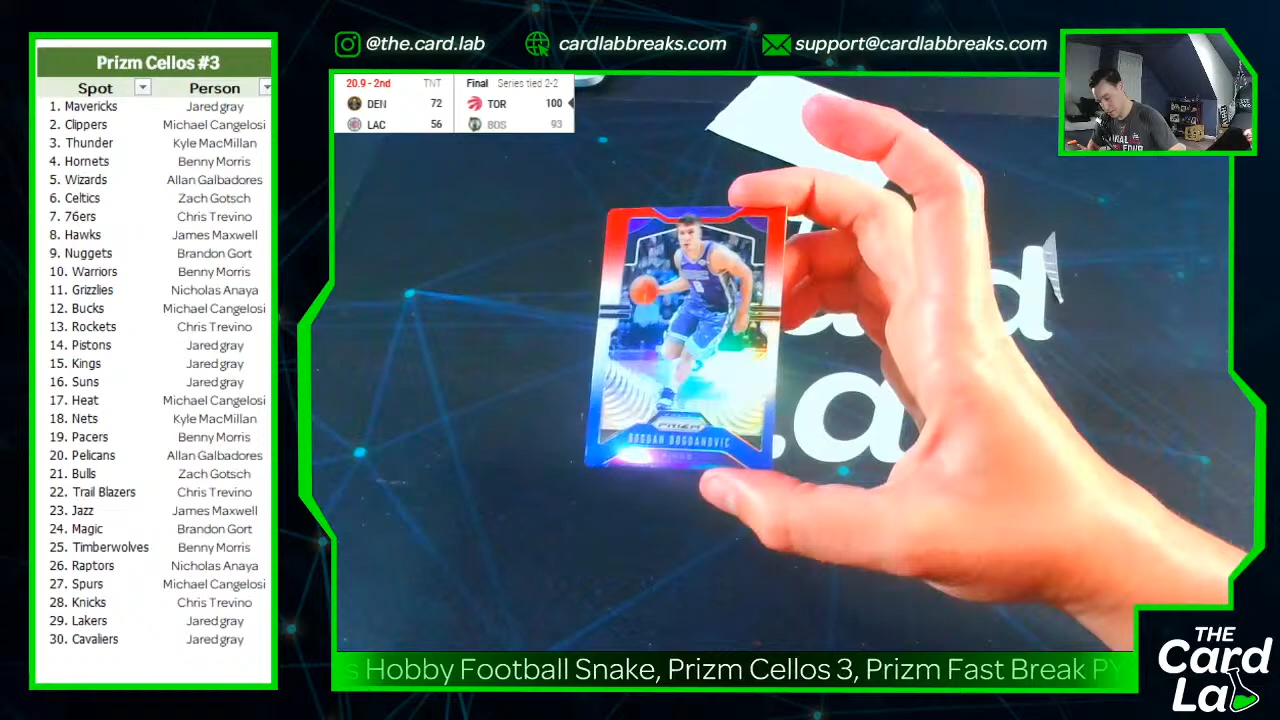 @the.card.lab
cardlabbreaks.com
support@cardlabbreaks.com
Prizm Cellos #3
Spot Person
1. Mavericks Jared gray
2. Clippers Michael Cangelosi
3. Thunder Kyle MacMillan
4. Hornets Benny Morris
5. Wizards Allan Galbadores
6. Celtics Zach Gotsch
7. 76ers Chris Trevino
8. Hawks James Maxwell
9. Nuggets Brandon Gort
10. Warriors Benny Morris
11. Grizzlies Nicholas Anaya
12. Bucks Michael Cangelosi
13. Rockets Chris Trevino
14. Pistons Jared gray
15. Kings Jared gray
16. Suns Jared gray
17. Heat Michael Cangelosi
18. Nets Kyle MacMillan
19. Pacers Benny Morris
20. Pelicans Allan Galbadores
21. Bulls Zach Gotsch
22. Trail Blazers Chris Trevino
23. Jazz James Maxwell
24. Magic Brandon Gort
25. Timberwolves Benny Morris
26. Raptors Nicholas Anaya
27. Spurs Michael Cangelosi
28. Knicks Chris Trevino
29. Lakers Jared gray
30. Cavaliers Jared gray
20.9 - 2nd TNT
DEN 72
LAC 56
Final Series tied 2-2
TOR 100
BOS 93
PRIZM
BOGDAN BOGDANOVIC
KINGS
s Hobby Football Snake, Prizm Cellos 3, Prizm Fast Break PY
THE
Card
Lab